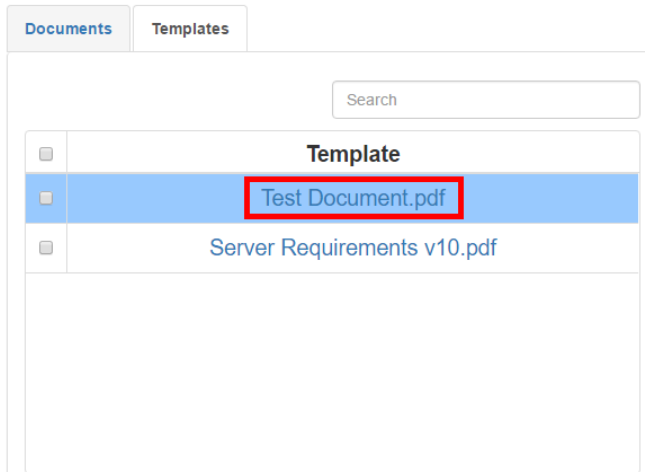 Documents Templates
Search
Template
Test Document.pdf
Server Requirements v10.pdf